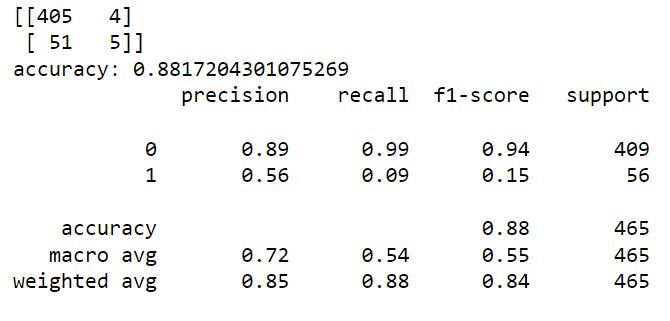 [[405   4]
 [ 51   5]]
accuracy: 0.8817204301075269
              precision    recall  f1-score   support

           0       0.89      0.99      0.94       409
           1       0.56      0.09      0.15        56

    accuracy                           0.88       465
   macro avg       0.72      0.54      0.55       465
weighted avg       0.85      0.88      0.84       465